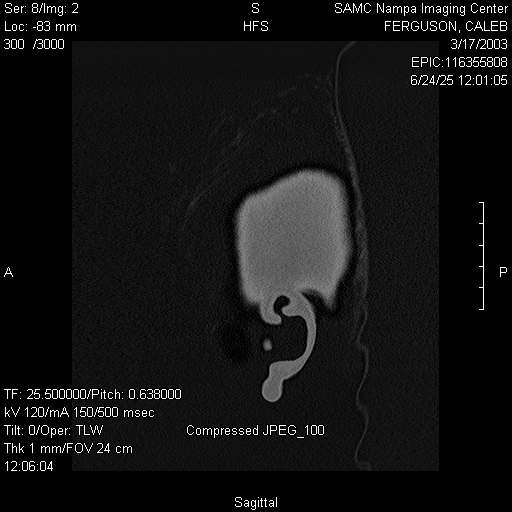 Ser: 8/Img: 2
Loc: -83 mm
300 /3000
S
HFS
SAMC Nampa Imaging Center
FERGUSON, CALEB
3/17/2003
EPIC:116355808
6/24/25 12:01:05
A
P
TF: 25.500000/Pitch: 0.638000
kV 120/mA 150/500 msec
Tilt: 0/Oper: TLW
Thk 1 mm/FOV 24 cm
12:06:04
Compressed JPEG_100
Sagittal